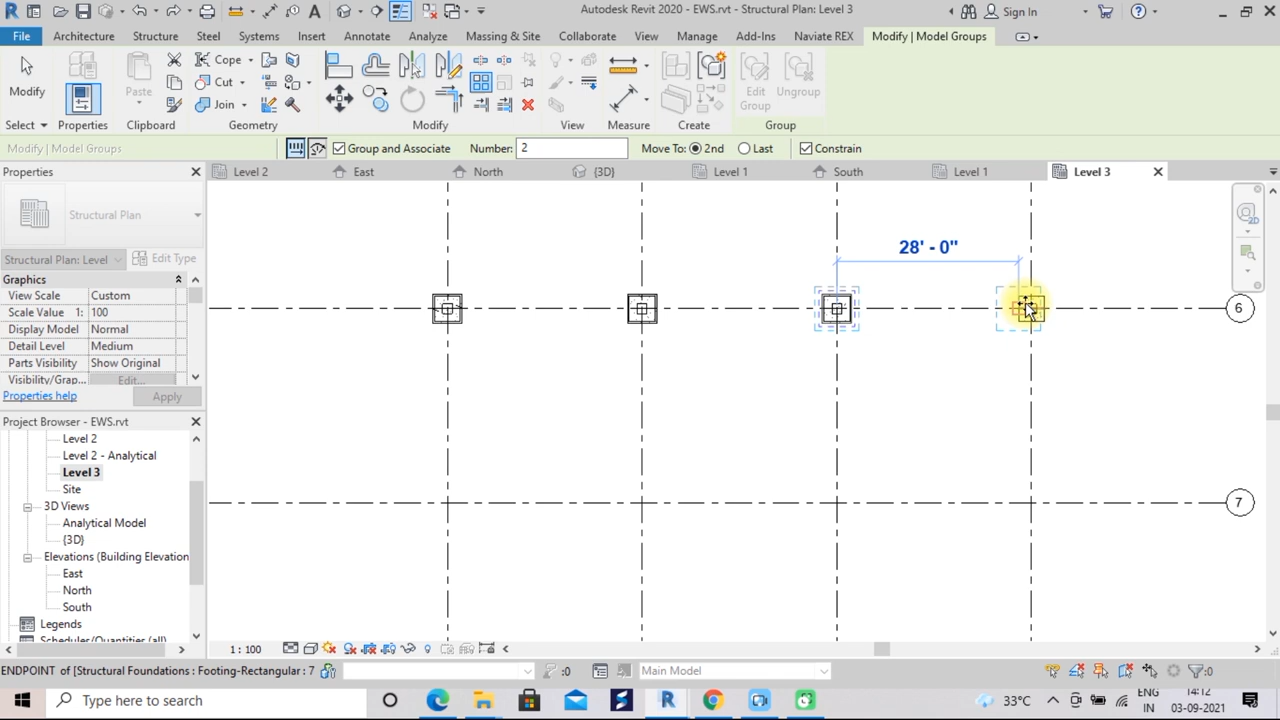 Autodesk Revit 2020 - EWS.rvt - Structural Plan: Level 3
Sign In
File Architecture Structure Steel Systems Insert Annotate Analyze Massing & Site Collaborate View Manage Add-Ins Naviate REX Modify | Model Groups
Modify
Paste
Cope
Cut
Join
Edit Group
Ungroup
Select Properties Clipboard Geometry Modify View Measure Create Group
Modify | Model Groups
Group and Associate Number: 2 Move To: 2nd Last Constrain
Properties
Level 2 East North {3D} Level 1 South Level 1 Level 3
Structural Plan
Structural Plan: Level
Edit Type
Graphics
View Scale Custom
Scale Value 1: 100
Display Model Normal
Detail Level Medium
Parts Visibility Show Original
Visibility/Grap... Edit...
Properties help Apply
Project Browser - EWS.rvt
Level 2
Level 2 - Analytical
Level 3
Site
3D Views
Analytical Model
{3D}
Elevations (Building Elevation
East
North
South
Legends
Schedules/Quantities (all)
2D
28' - 0"
6
7
1 : 100
ENDPOINT of [Structural Foundations : Footing-Rectangular : 7
:0
Main Model
:0
Type here to search
33°C
ENG
IN
14:12
03-09-2021